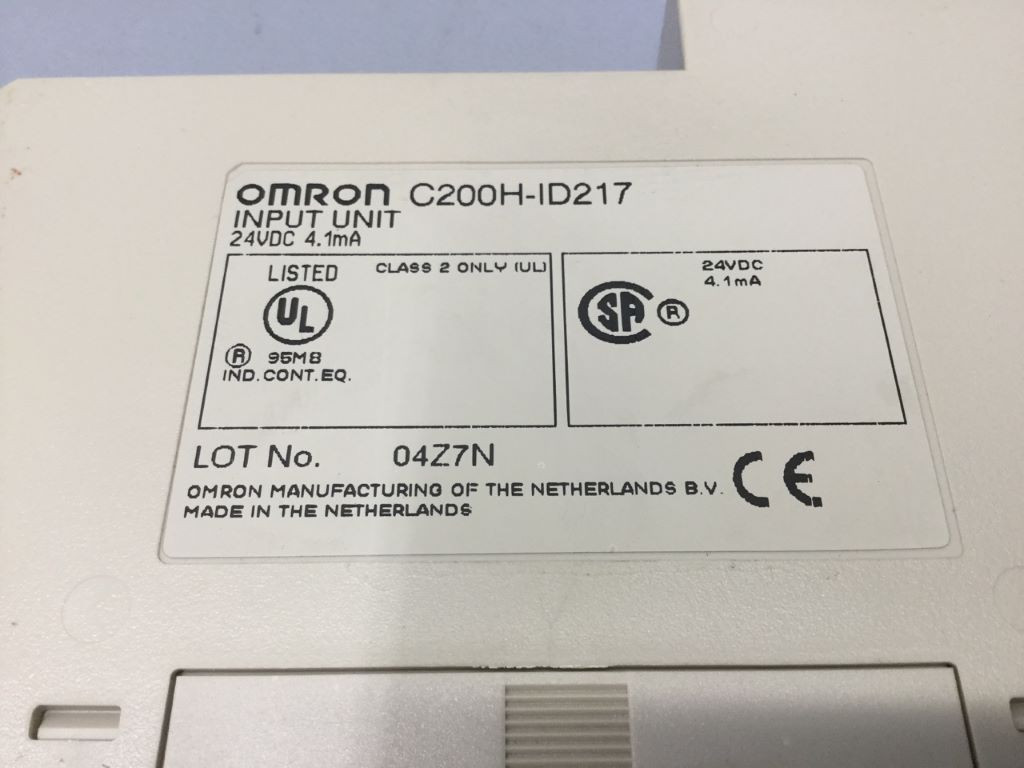 OMRON C200H-ID217
INPUT UNIT
24VDC 4.1mA
LISTED
CLASS 2 ONLY (UL)
UL
® 95M8
IND.CONT.EQ.
24VDC
4.1mA
SA ®
LOT No. 04Z7N
OMRON MANUFACTURING OF THE NETHERLANDS B.V.
MADE IN THE NETHERLANDS
CE